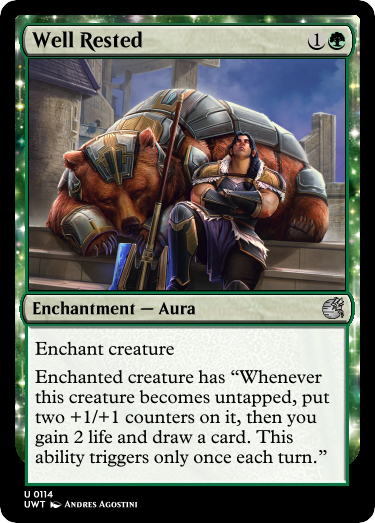 Well Rested 1
Enchantment — Aura
Enchant creature
Enchanted creature has “Whenever
this creature becomes untapped, put
two +1/+1 counters on it, then you
gain 2 life and draw a card. This
ability triggers only once each turn.”
U 0114
UWT Andres Agostini